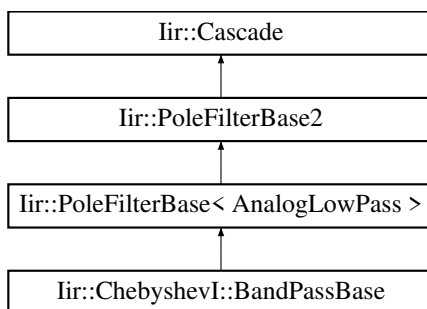 Iir::Cascade
Iir::PoleFilterBase2
Iir::PoleFilterBase< AnalogLowPass >
Iir::ChebyshevI::BandPassBase